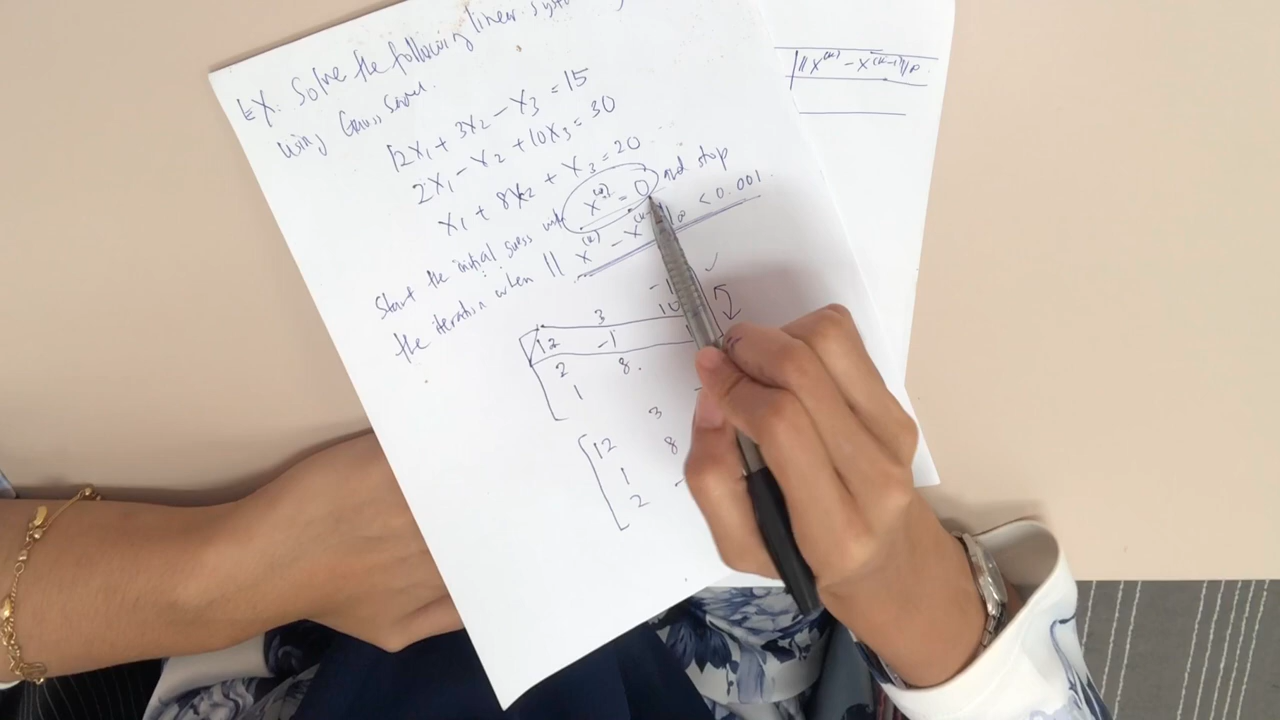 EX. Solve the following linear system
using Gauss Seidel.
12x₁ + 3x₂ - x₃ = 15
2x₁ - x₂ + 10x₃ = 30
x₁ + 8x₂ + x₃ = 20
Start the initial guess with x⁽⁰⁾ = 0 and stop
the iteration when || x⁽ᵏ⁾ - x⁽ᵏ⁻ ||∞ < 0.001.
12 3 -1
2 -1 10
1 8.
12 3
1 8
2 -
||x⁽ᵏ⁾ - x⁽ᵏ⁻¹⁾||∞